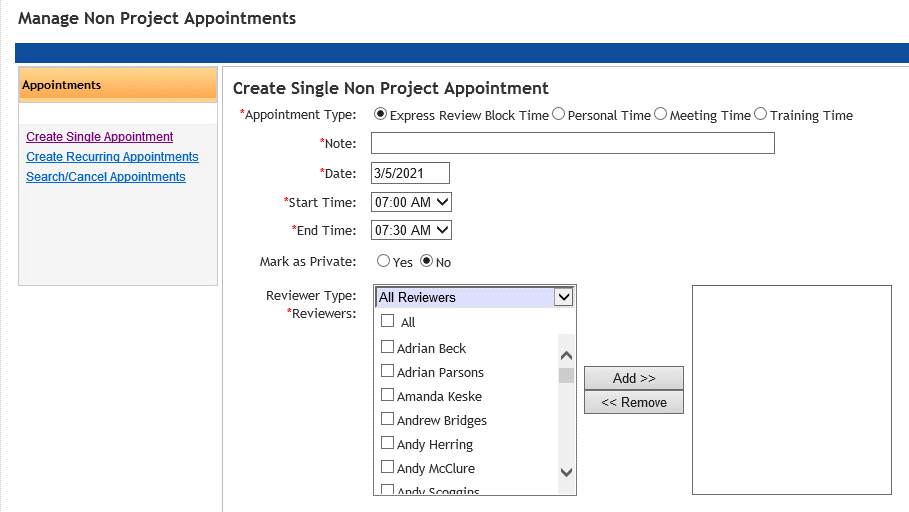 Manage Non Project Appointments
Appointments
Create Single Appointment
Create Recurring Appointments
Search/Cancel Appointments
Create Single Non Project Appointment
*Appointment Type: Express Review Block Time Personal Time Meeting Time Training Time
*Note:
*Date: 3/5/2021
*Start Time: 07:00 AM
*End Time: 07:30 AM
Mark as Private: Yes No
Reviewer Type: All Reviewers
*Reviewers:
All
Adrian Beck
Adrian Parsons
Amanda Keske
Andrew Bridges
Andy Herring
Andy McClure
Andy Scoggins
Add >>
<< Remove